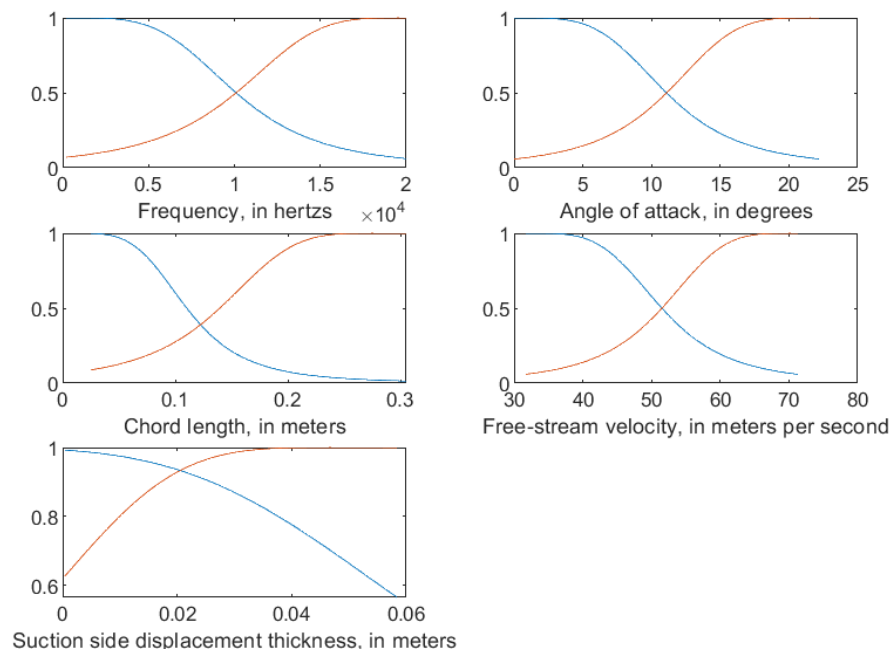 1
0.5
0
0 0.5 1 1.5 2
Frequency, in hertzs ×10^4
1
0.5
0
0 5 10 15 20 25
Angle of attack, in degrees
1
0.5
0
0 0.1 0.2 0.3
Chord length, in meters
1
0.5
0
30 40 50 60 70 80
Free-stream velocity, in meters per second
1
0.8
0.6
0 0.02 0.04 0.06
Suction side displacement thickness, in meters